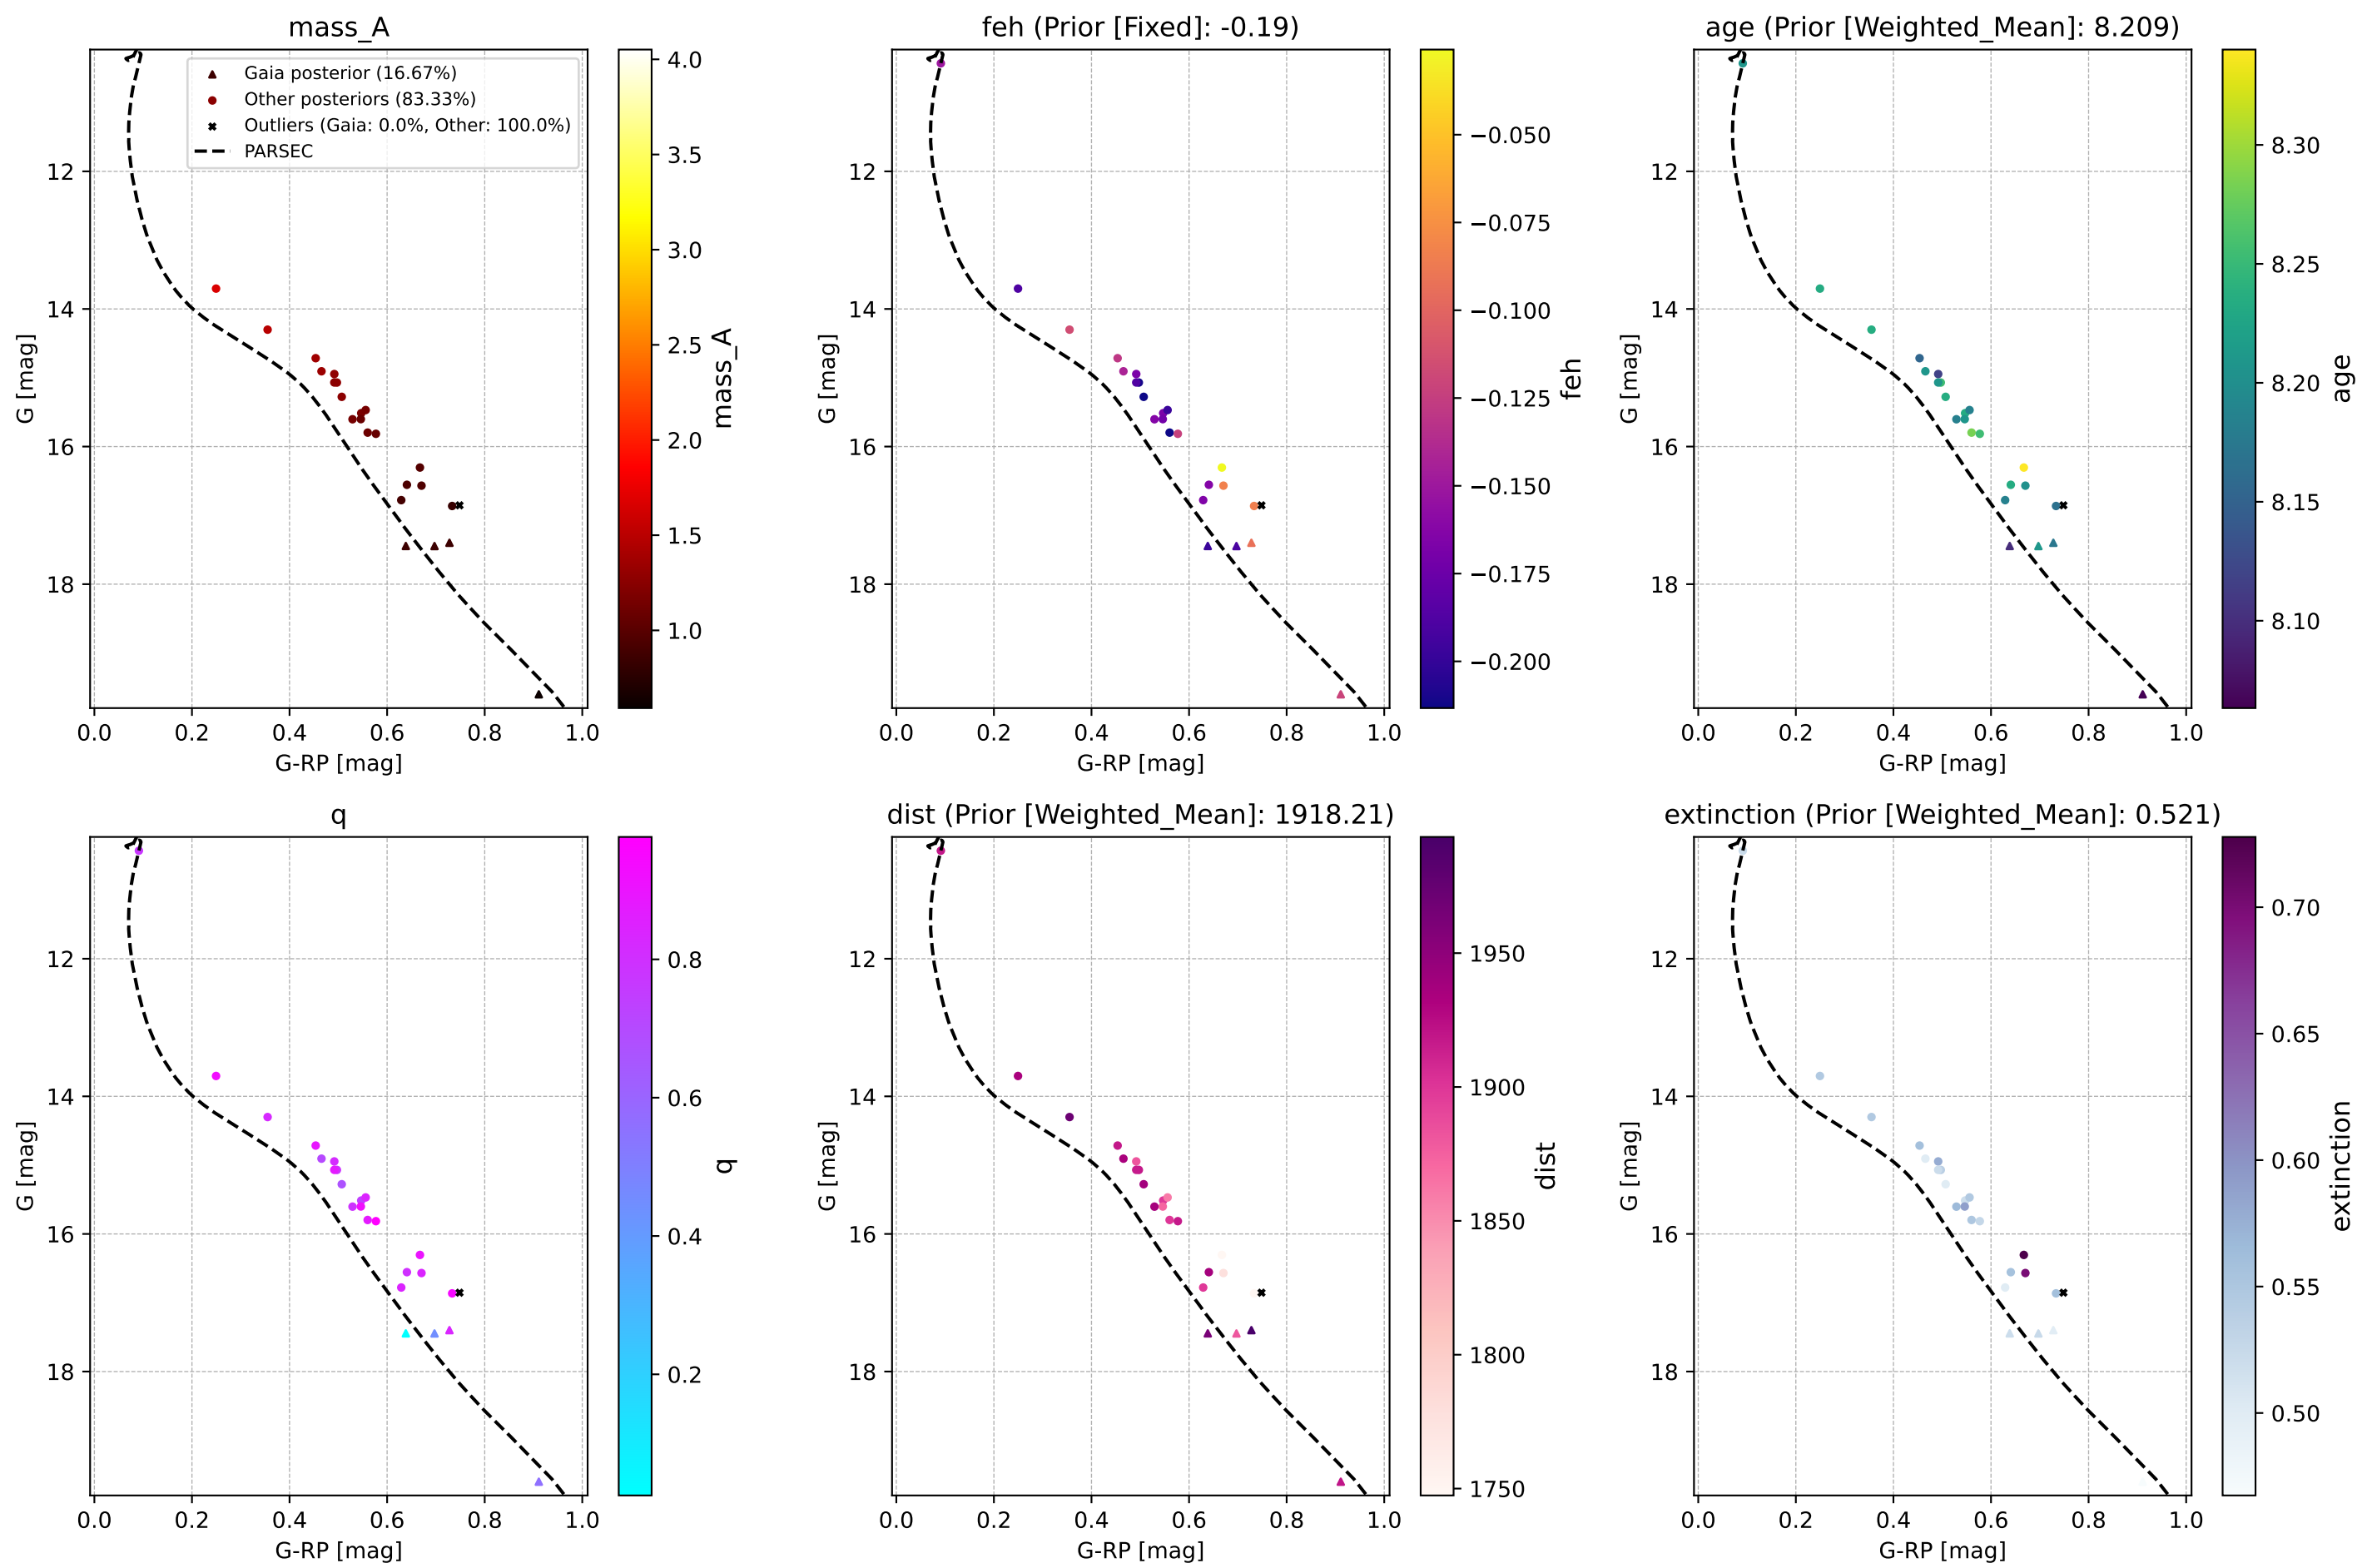 mass_A
Gaia posterior (16.67%)
Other posteriors (83.33%)
Outliers (Gaia: 0.0%, Other: 100.0%)
PARSEC
12
14
16
18
G [mag]
0.0 0.2 0.4 0.6 0.8 1.0
G-RP [mag]
4.0
3.5
3.0
2.5
2.0
1.5
1.0
mass_A
feh (Prior [Fixed]: -0.19)
12
14
16
18
G [mag]
0.0 0.2 0.4 0.6 0.8 1.0
G-RP [mag]
−0.050
−0.075
−0.100
−0.125
−0.150
−0.175
−0.200
feh
age (Prior [Weighted_Mean]: 8.209)
12
14
16
18
G [mag]
0.0 0.2 0.4 0.6 0.8 1.0
G-RP [mag]
8.30
8.25
8.20
8.15
8.10
age
q
12
14
16
18
G [mag]
0.0 0.2 0.4 0.6 0.8 1.0
G-RP [mag]
0.8
0.6
0.4
0.2
q
dist (Prior [Weighted_Mean]: 1918.21)
12
14
16
18
G [mag]
0.0 0.2 0.4 0.6 0.8 1.0
G-RP [mag]
1950
1900
1850
1800
1750
dist
extinction (Prior [Weighted_Mean]: 0.521)
12
14
16
18
G [mag]
0.0 0.2 0.4 0.6 0.8 1.0
G-RP [mag]
0.70
0.65
0.60
0.55
0.50
extinction